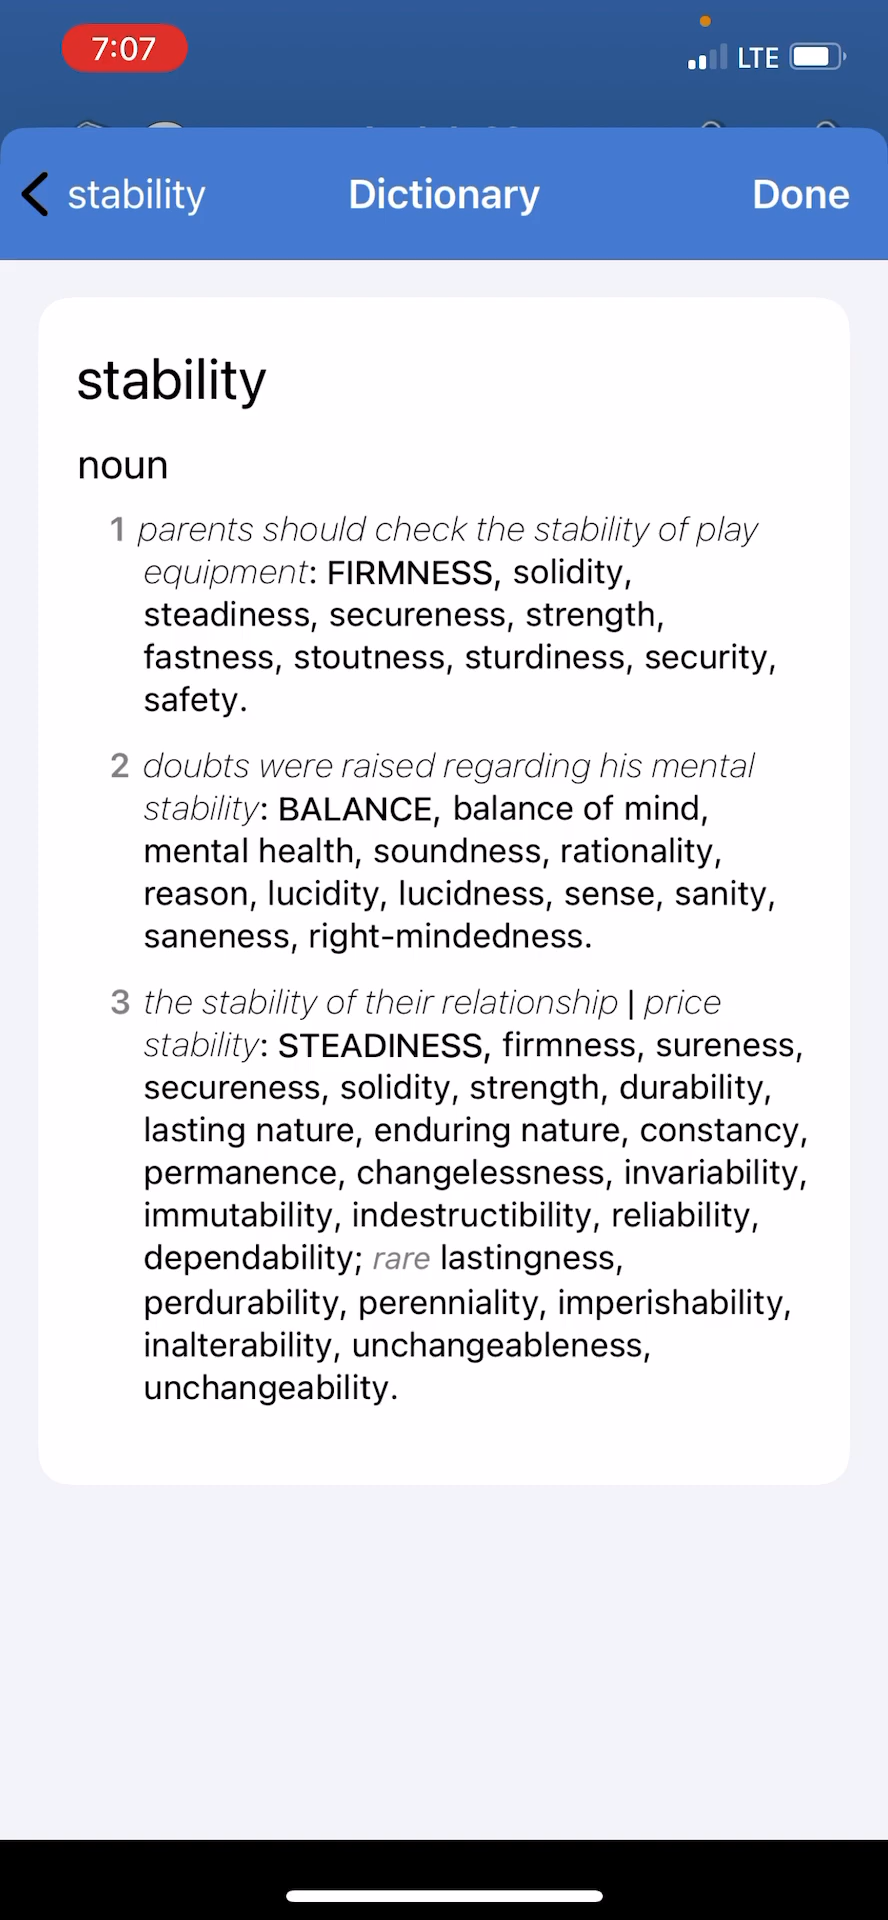 7:07
LTE
stability
Dictionary
Done
stability
noun
1 parents should check the stability of play
equipment: FIRMNESS, solidity,
steadiness, secureness, strength,
fastness, stoutness, sturdiness, security,
safety.
2 doubts were raised regarding his mental
stability: BALANCE, balance of mind,
mental health, soundness, rationality,
reason, lucidity, lucidness, sense, sanity,
saneness, right-mindedness.
3 the stability of their relationship | price
stability: STEADINESS, firmness, sureness,
secureness, solidity, strength, durability,
lasting nature, enduring nature, constancy,
permanence, changelessness, invariability,
immutability, indestructibility, reliability,
dependability; rare lastingness,
perdurability, perenniality, imperishability,
inalterability, unchangeableness,
unchangeability.